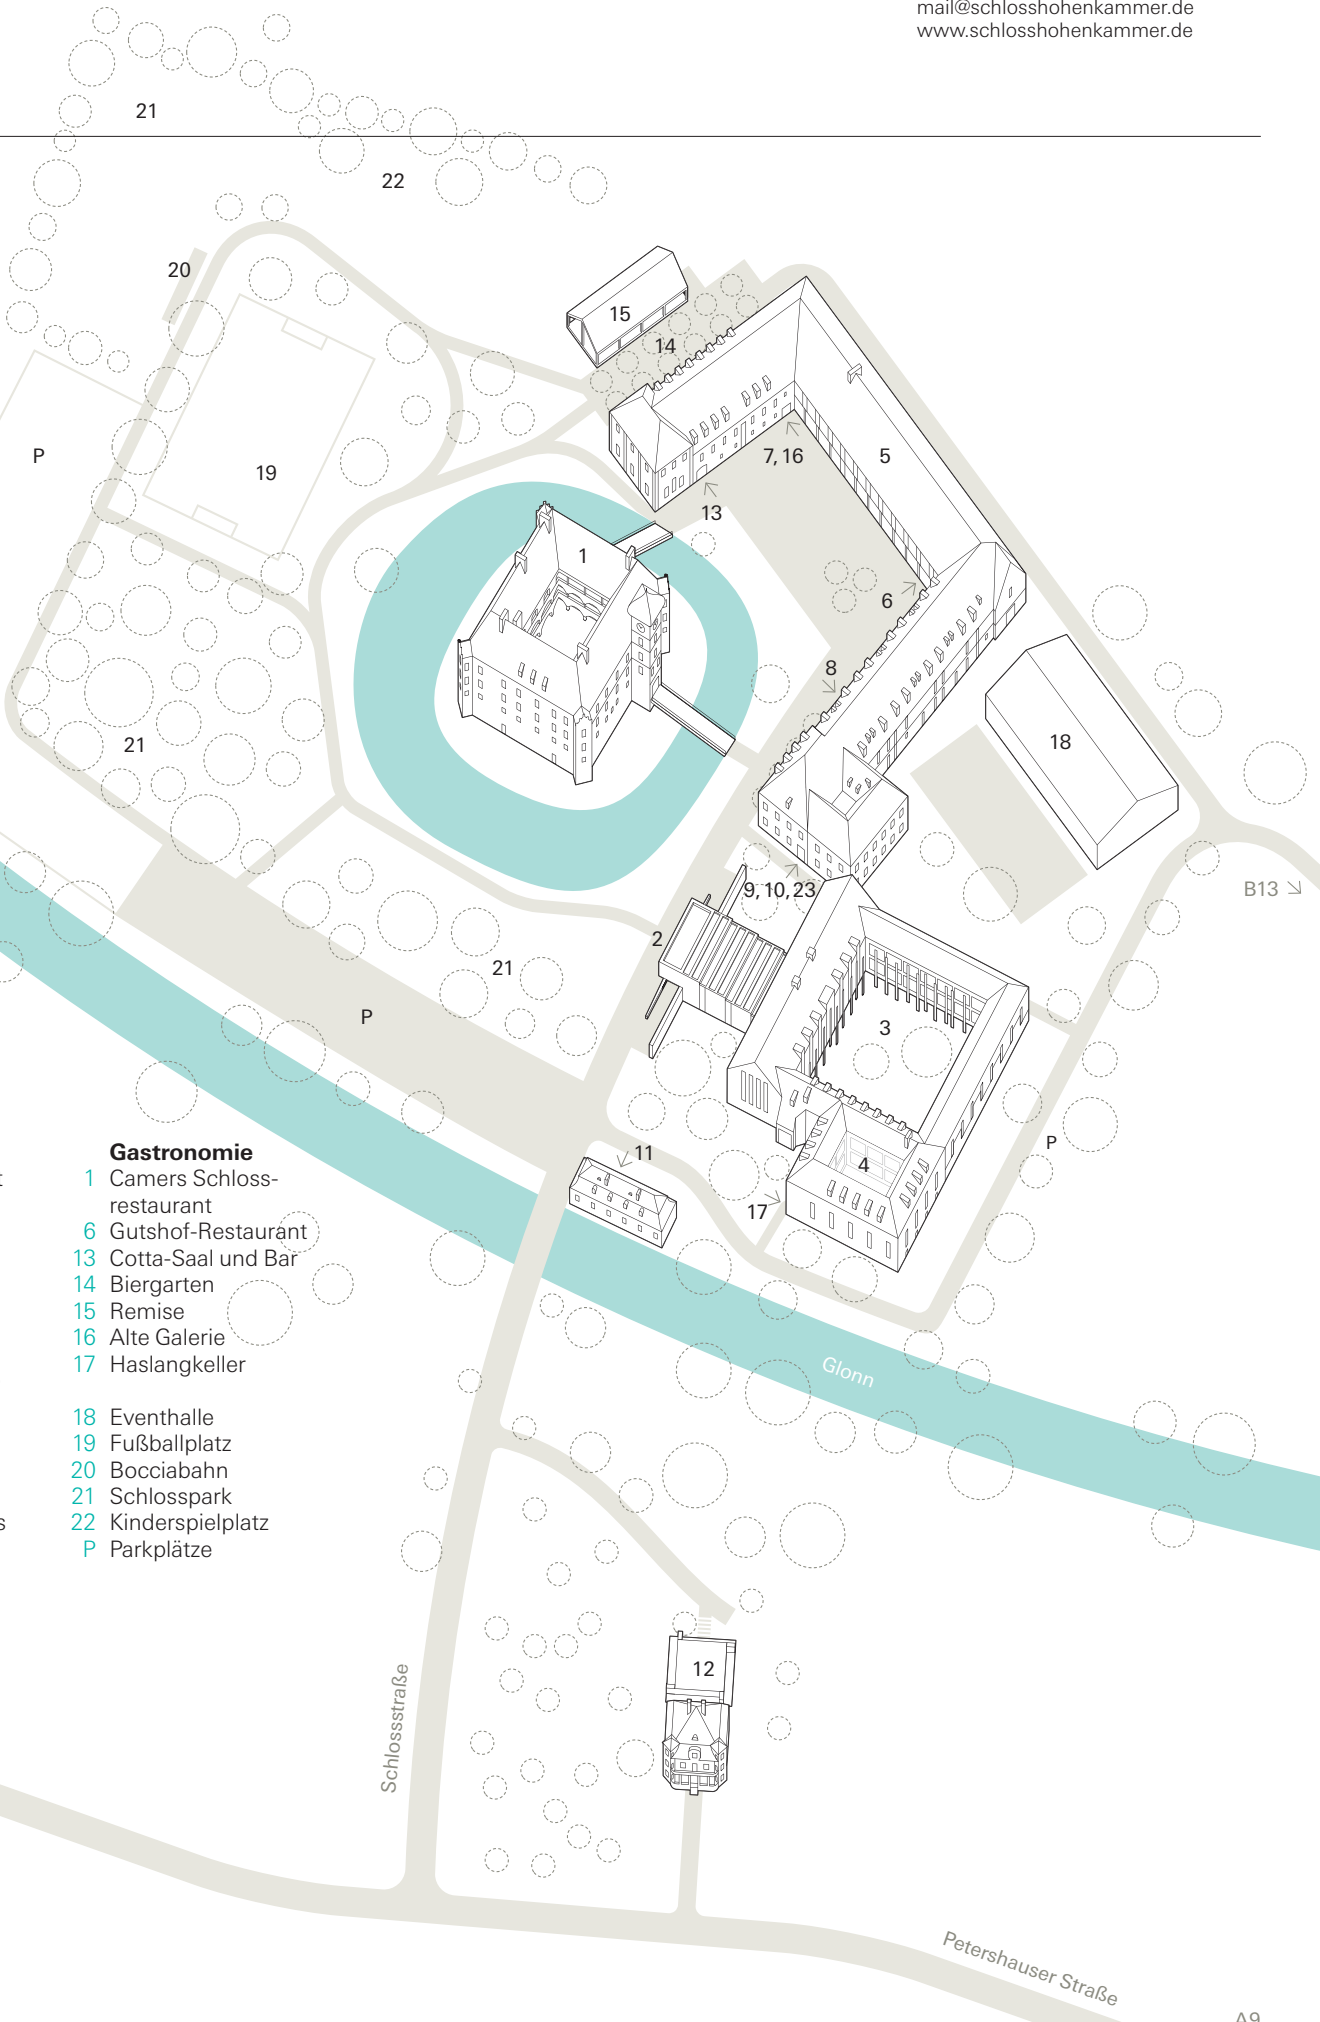 mail@schlosshohenkammer.de
www.schlosshohenkammer.de
21
22
20
15
14
P
19
7, 16
5
13
1
6
8
21
18
9, 10, 23
B13
2
21
3
P
P
11
4
17
Gastronomie
1 Camers Schloss-
restaurant
6 Gutshof-Restaurant
13 Cotta-Saal und Bar
14 Biergarten
15 Remise
16 Alte Galerie
17 Haslangkeller
18 Eventhalle
19 Fußballplatz
20 Bocciabahn
21 Schlosspark
22 Kinderspielplatz
P Parkplätze
Glonn
12
Schlossstraße
Petershauser Straße
A9